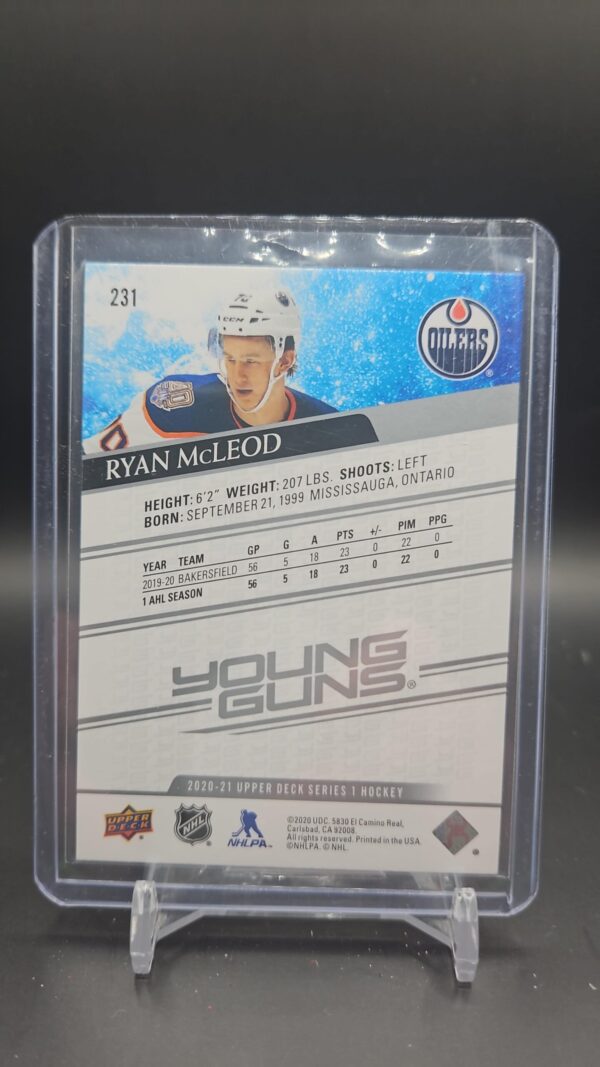 231
OILERS
®
CCM
RYAN McLEOD
HEIGHT: 6'2" WEIGHT: 207 LBS. SHOOTS: LEFT
BORN: SEPTEMBER 21, 1999 MISSISSAUGA, ONTARIO
YEAR TEAM GP G A PTS +/- PIM PPG
2019-20 BAKERSFIELD 56 5 18 23 0 22 0
1 AHL SEASON 56 5 18 23 0 22 0
YOUNG
GUNS®
2020-21 UPPER DECK SERIES 1 HOCKEY
UPPER
DECK
NHL
NHLPA
©2020 UDC. 5830 El Camino Real,
Carlsbad, CA 92008.
All rights reserved. Printed in the USA.
©NHLPA. © NHL.